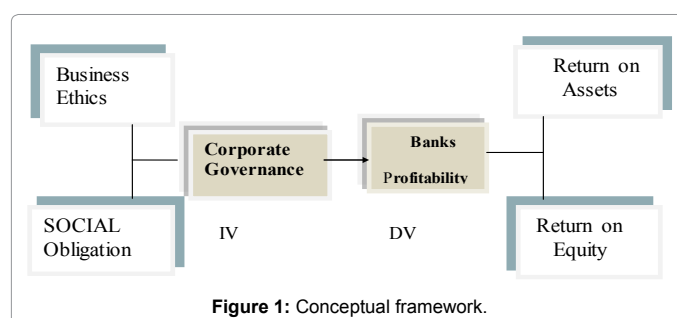 Business
Ethics
SOCIAL
Obligation
Corporate
Governance
IV
Banks
Profitability
DV
Return on
Assets
Return on
Equity
Figure 1: Conceptual framework.